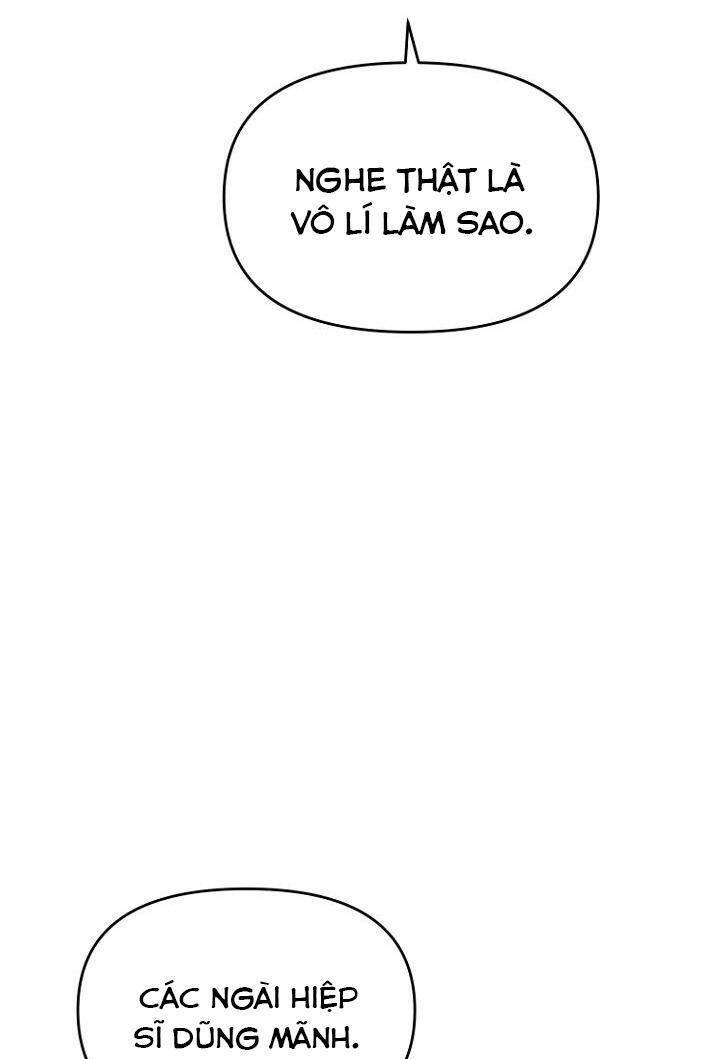 NGHE THẬT LÀ
VÔ LÍ LÀM SAO.
CÁC NGÀI HIỆP
SĨ DŨNG MÃNH.